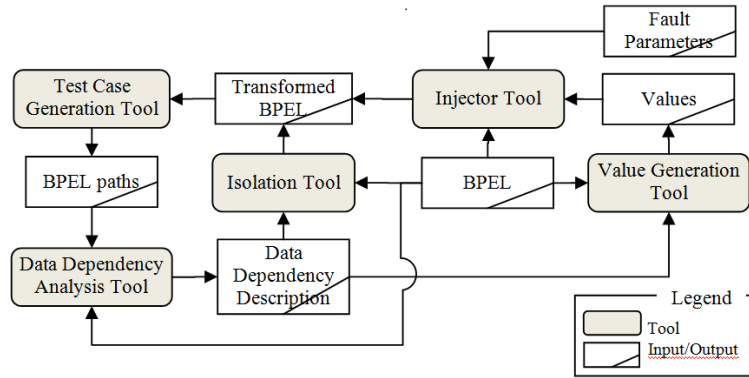 Fault
Parameters
Test Case
Generation Tool
Transformed
BPEL
Injector Tool
Values
BPEL paths
Isolation Tool
BPEL
Value Generation
Tool
Data Dependency
Analysis Tool
Data
Dependency
Description
Legend
Tool
Input/Output